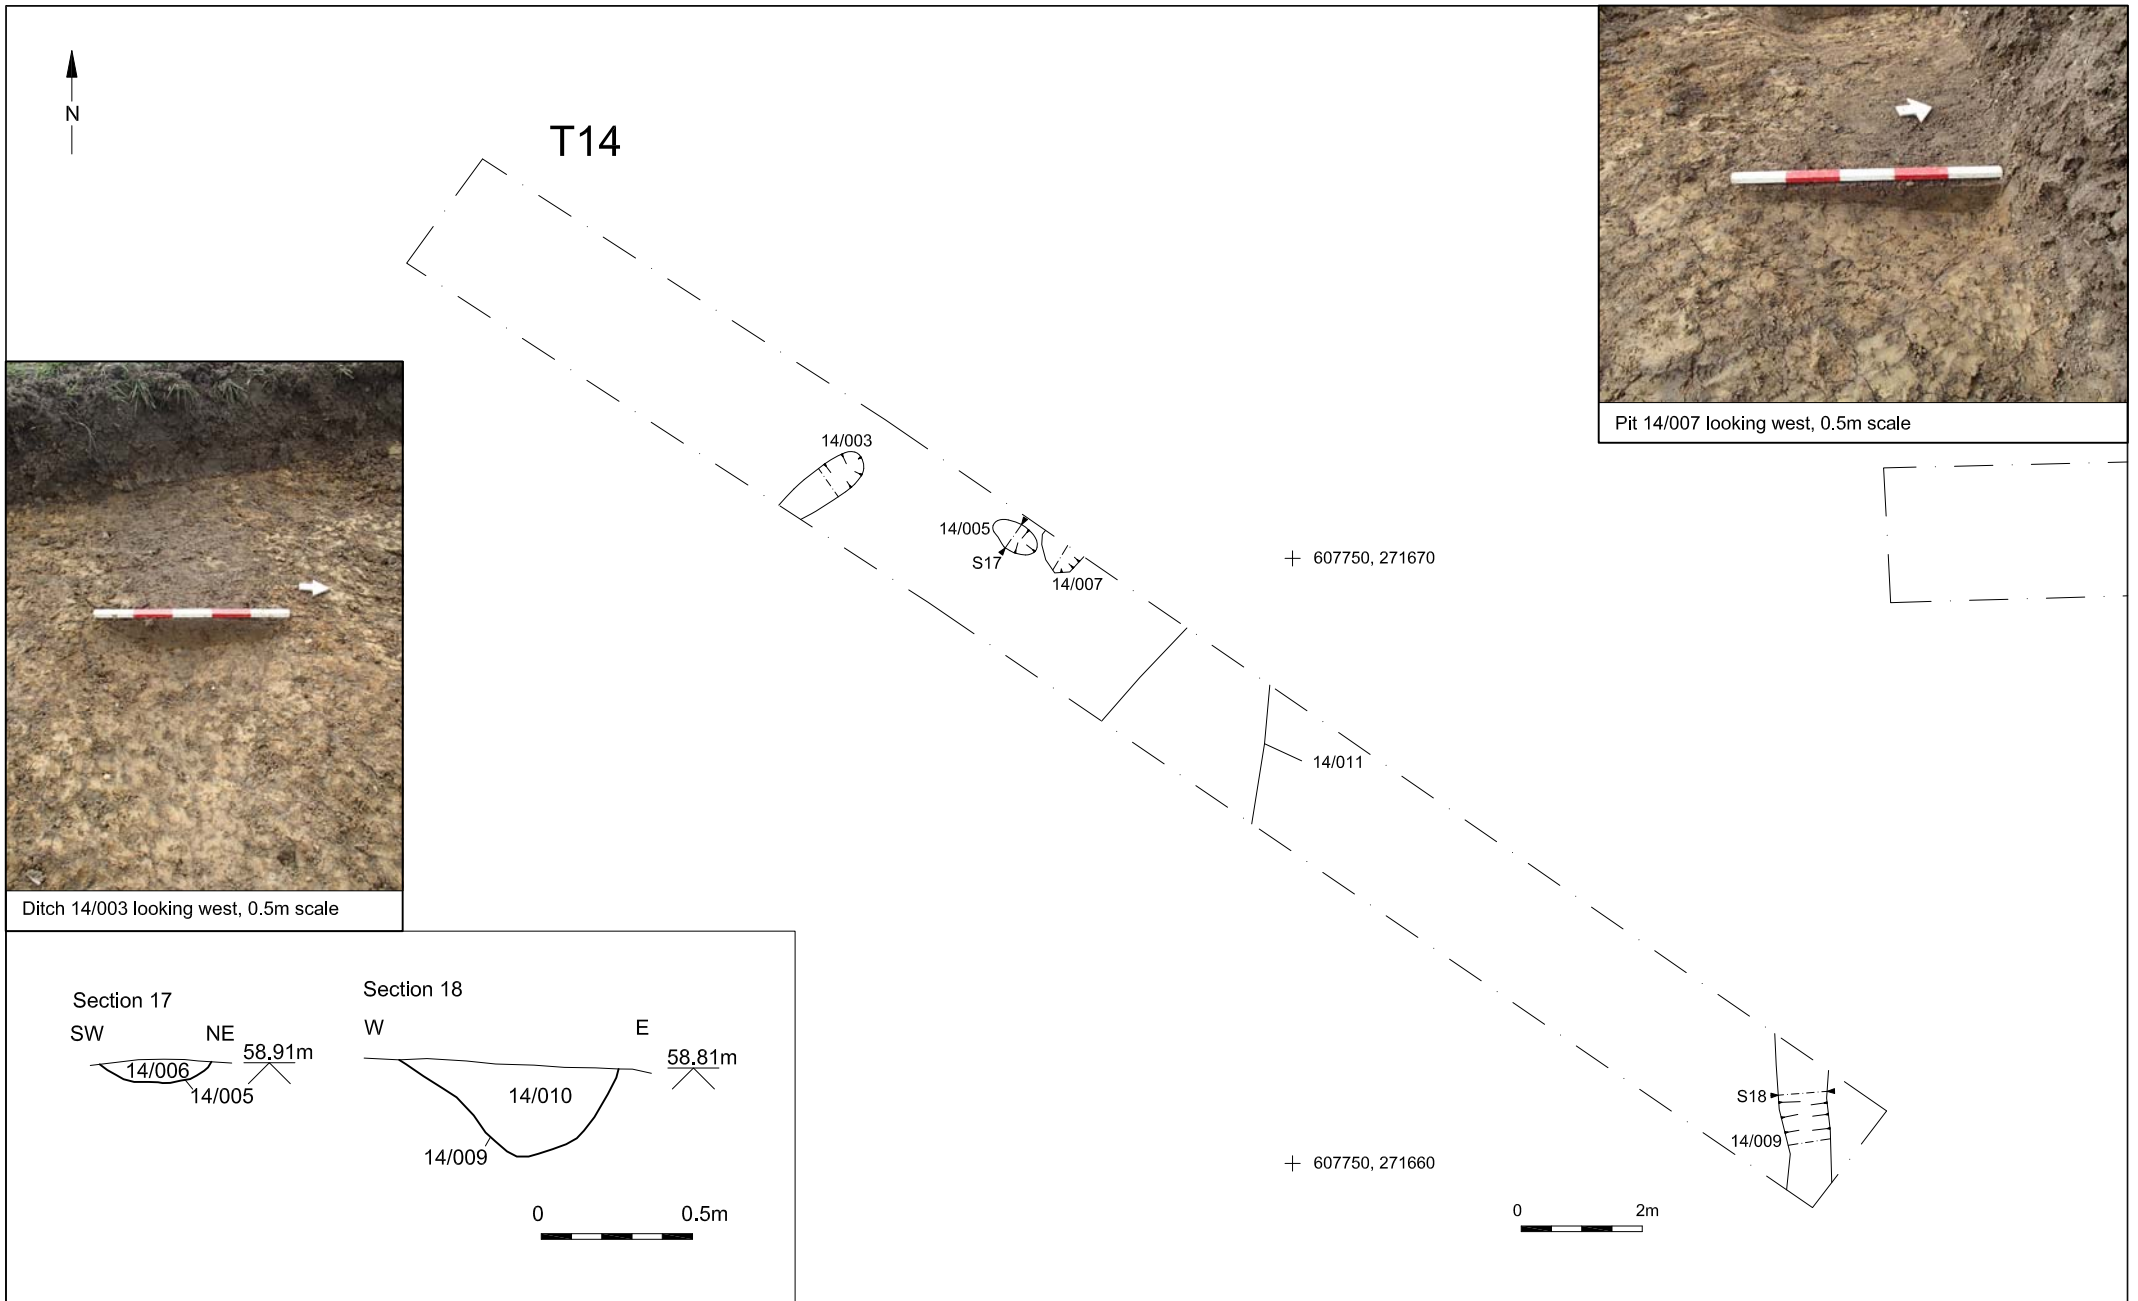 N
T14
Pit 14/007 looking west, 0.5m scale
14/003
14/005
S17
14/007
607750, 271670
14/011
Ditch 14/003 looking west, 0.5m scale
Section 17
SW
NE
58.91m
14/006
14/005
Section 18
W
E
58.81m
14/010
14/009
0
0.5m
S18
14/009
607750, 271660
0
2m